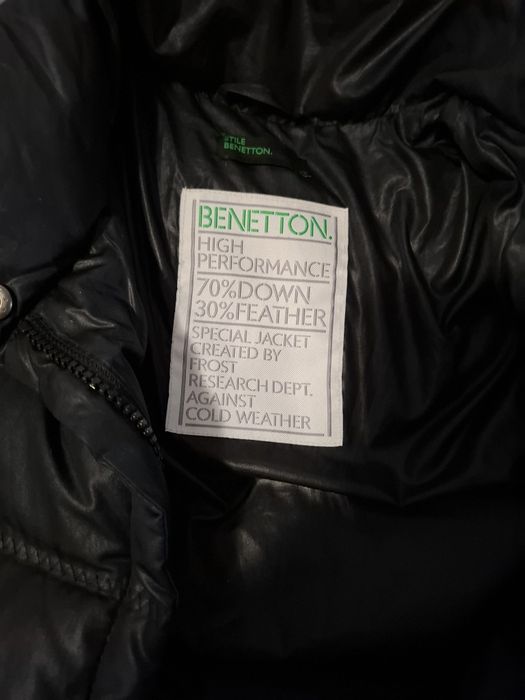 STILE
BENETTON.
BENETTON.
HIGH
PERFORMANCE
70%DOWN
30%FEATHER
SPECIAL JACKET
CREATED BY
FROST
RESEARCH DEPT.
AGAINST
COLD WEATHER